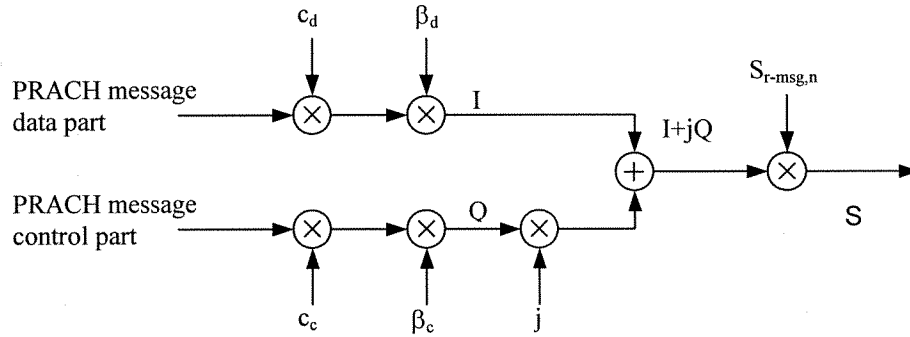 c_d
β_d
PRACH message
data part
I
S_r-msg,n
I+jQ
PRACH message
control part
Q
S
c_c
β_c
j